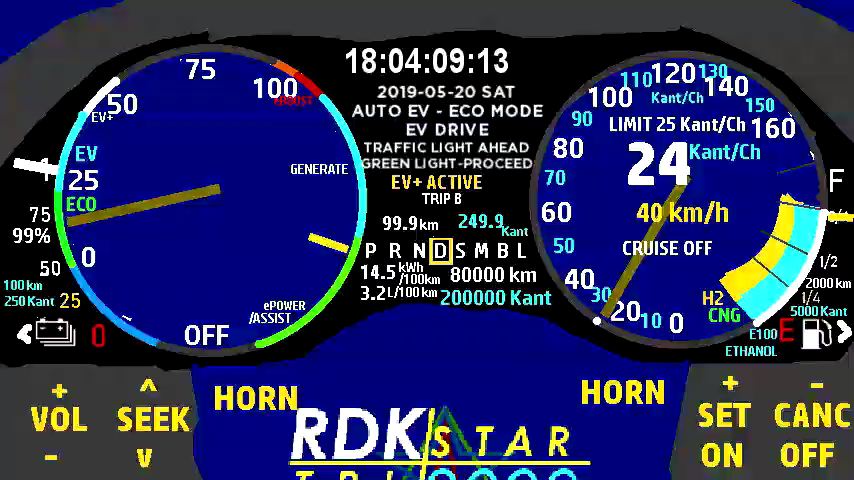 18:04:09:13
2019-05-20 SAT
AUTO EV - ECO MODE
EV DRIVE
TRAFFIC LIGHT AHEAD
GREEN LIGHT-PROCEED
EV+ ACTIVE
TRIP B
99.9km 249.9 Kant
P R N D S M B L
14.5 kWh/100km 80000 km
3.2 L/100 km 200000 Kant
75
100
50
EV+
EV
25
ECO
0
OFF
GENERATE
ePOWER
/ASSIST
75
99%
50
100 km
250 Kant 25
0
110 120 130
100 140
Kant/Ch
90 150
LIMIT 25 Kant/Ch 160
80 24 Kant/Ch
70
60 40 km/h
50 CRUISE OFF
40
30
20 10 0
H2
CNG
F
1/2
2000 km
1/4
5000 Kant
E100 E
ETHANOL
+
VOL
-
^
SEEK
v
HORN
HORN
+
SET
ON
-
CANC
OFF
RDK STAR